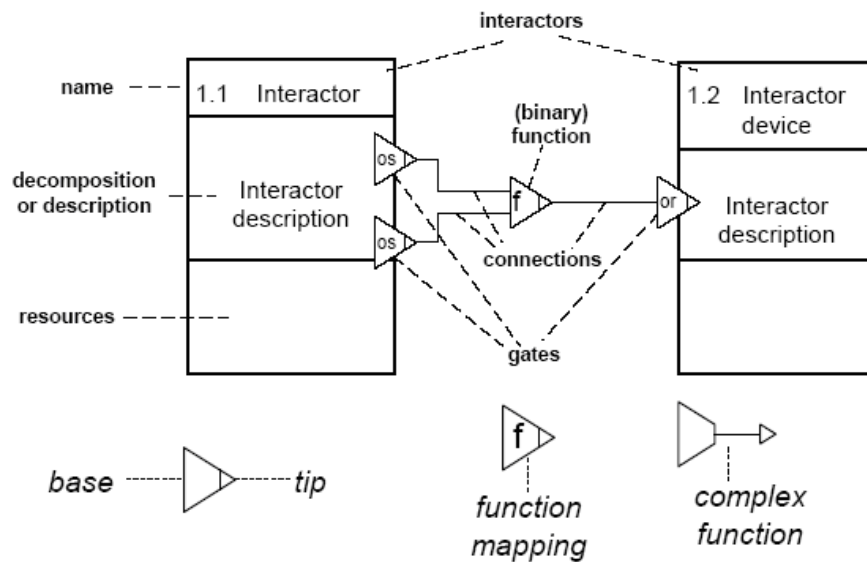 interactors
name
1.1 Interactor
1.2 Interactor
device
(binary)
function
os
f
or
decomposition
or description
Interactor
description
Interactor
description
os
connections
resources
gates
base
tip
f
function
mapping
complex
function